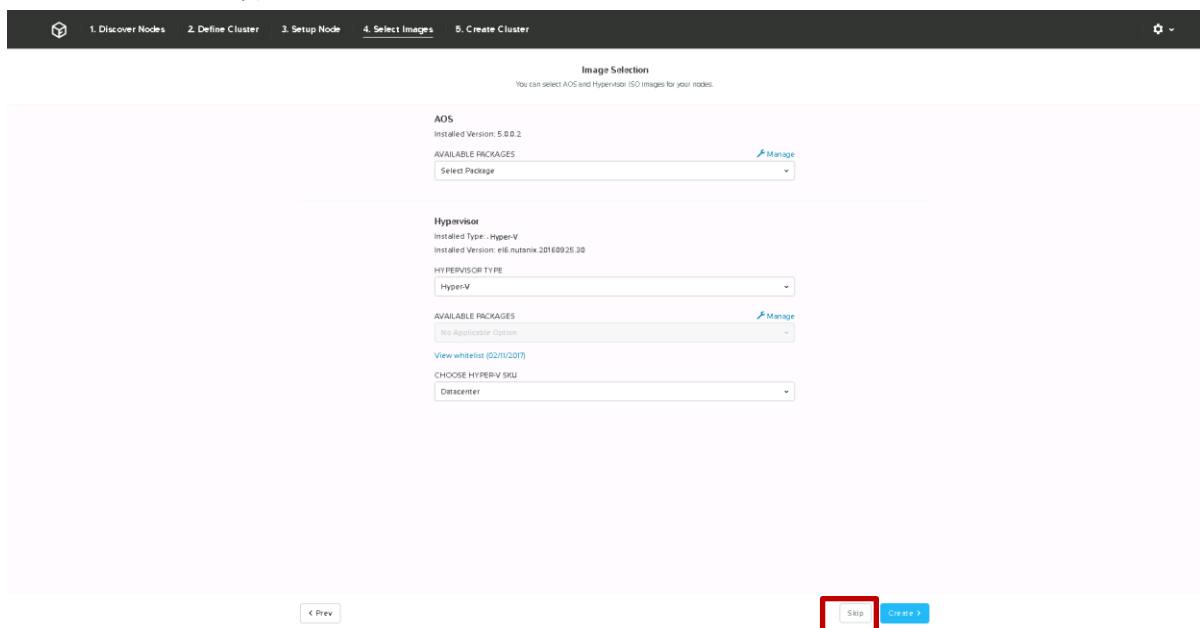 1. Discover Nodes 2. Define Cluster 3. Setup Node 4. Select Images 5. Create Cluster
Image Selection
You can select AOS and Hypervisor ISO images for your nodes.
AOS
Installed Version: 5.0.0.2
AVAILABLE PACKAGES Manage
Select Package
Hypervisor
Installed Type: . Hyper-V
Installed Version: el6.nutanix.20160925.30
HYPERVISOR TYPE
Hyper-V
AVAILABLE PACKAGES Manage
No Applicable Option
View whitelist (02/11/2017)
CHOOSE HYPER-V SKU
Datacenter
< Prev Skip Create >